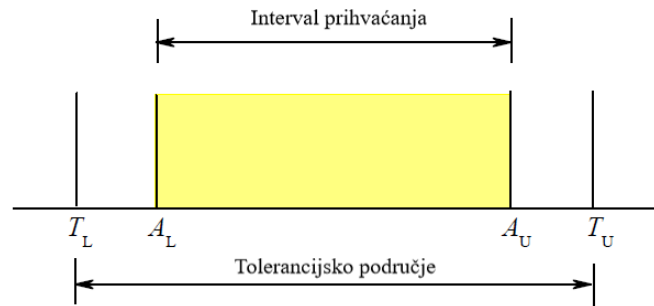 Interval prihvaćanja
T_L A_L A_U T_U
Tolerancijsko područje